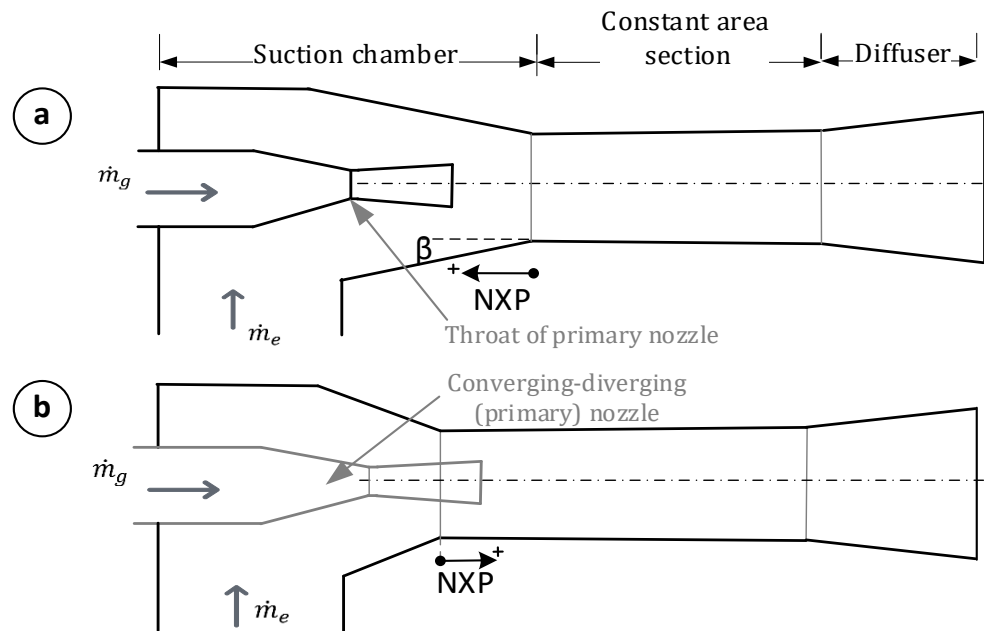 Constant area
section
Suction chamber
Diffuser
a
ṁg
β
+
NXP
Throat of primary nozzle
ṁe
b
Converging-diverging
(primary) nozzle
ṁg
+
NXP
ṁe